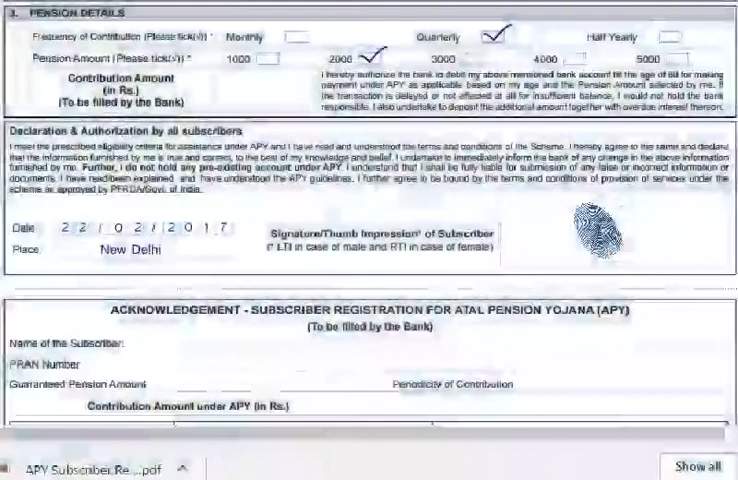 3. PENSION DETAILS
Frequency of Contribution (Please tick(√)) * Monthly Quarterly Half Yearly
Pension Amount (Please tick(√)) * 1000 2000 3000 4000 5000
Contribution Amount
(in Rs.)
(To be filled by the Bank)
I hereby authorize the bank to debit my above mentioned bank account till the age of 60 for making
payment under APY as applicable based on my age and the Pension Amount selected by me. If
the transaction is delayed or not effected at all for insufficient balance, I would not hold the bank
responsible. I also undertake to deposit the additional amount together with overdue interest thereon.
Declaration & Authorization by all subscribers
I meet the prescribed eligibility criteria for assistance under APY and I have read and understood the terms and conditions of the Scheme. I hereby agree to the same and declare
that the information furnished by me is true and correct, to the best of my knowledge and belief. I undertake to immediately inform the bank of any change in the above information
furnished by me. Further, I do not hold any pre-existing account under APY. I understand that I shall be fully liable for submission of any false or incorrect information or
documents. I have read/been explained and have understood the APY guidelines. I further agree to be bound by the terms and conditions of provision of services under the
scheme as approved by PFRDA/Govt. of India.
Date 22/02/2017
Place New Delhi
Signature/Thumb Impression* of Subscriber
(* LTI in case of male and RTI in case of female)
ACKNOWLEDGEMENT - SUBSCRIBER REGISTRATION FOR ATAL PENSION YOJANA (APY)
(To be filled by the Bank)
Name of the Subscriber:
PRAN Number
Guaranteed Pension Amount Periodicity of Contribution
Contribution Amount under APY (in Rs.)
APY Subscriber Re...pdf Show all